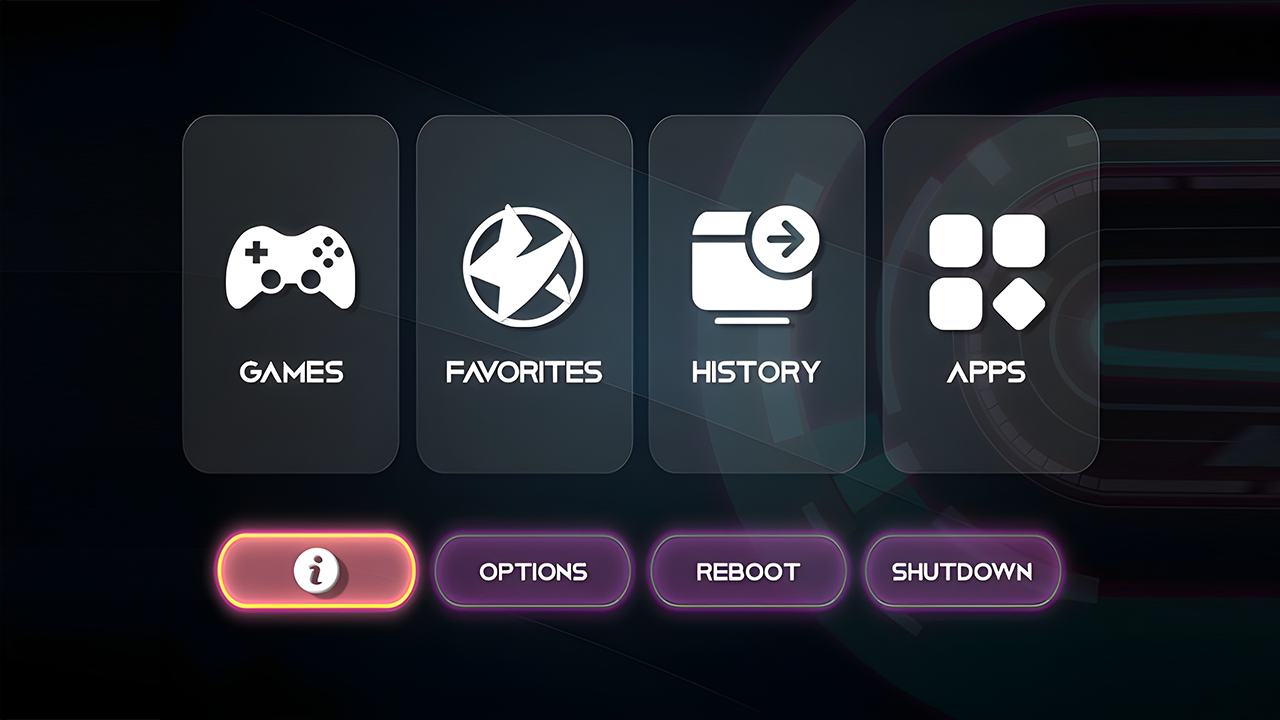 GAMES
FAVORITES
HISTORY
APPS
i
OPTIONS
REBOOT
SHUTDOWN